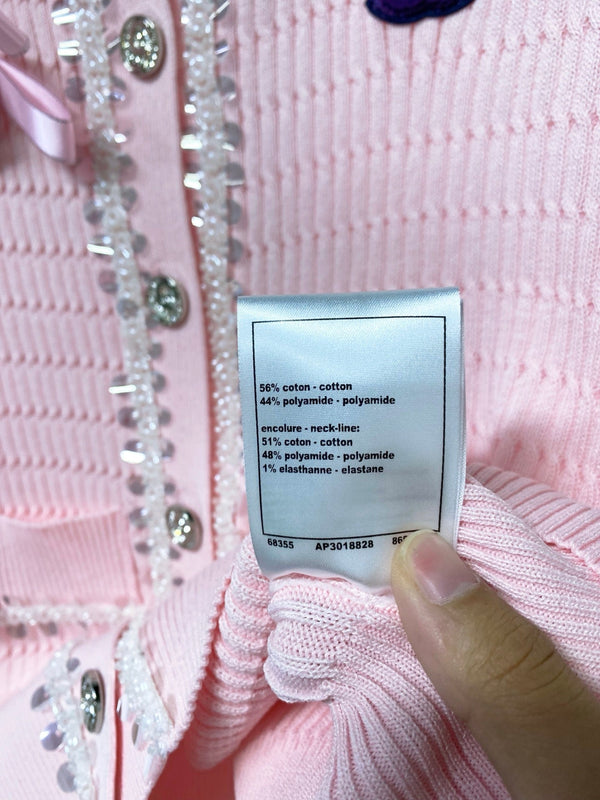 56% coton - cotton
44% polyamide - polyamide
encolure - neck-line:
51% coton - cotton
48% polyamide - polyamide
1% elasthanne - elastane
68355 AP3018828